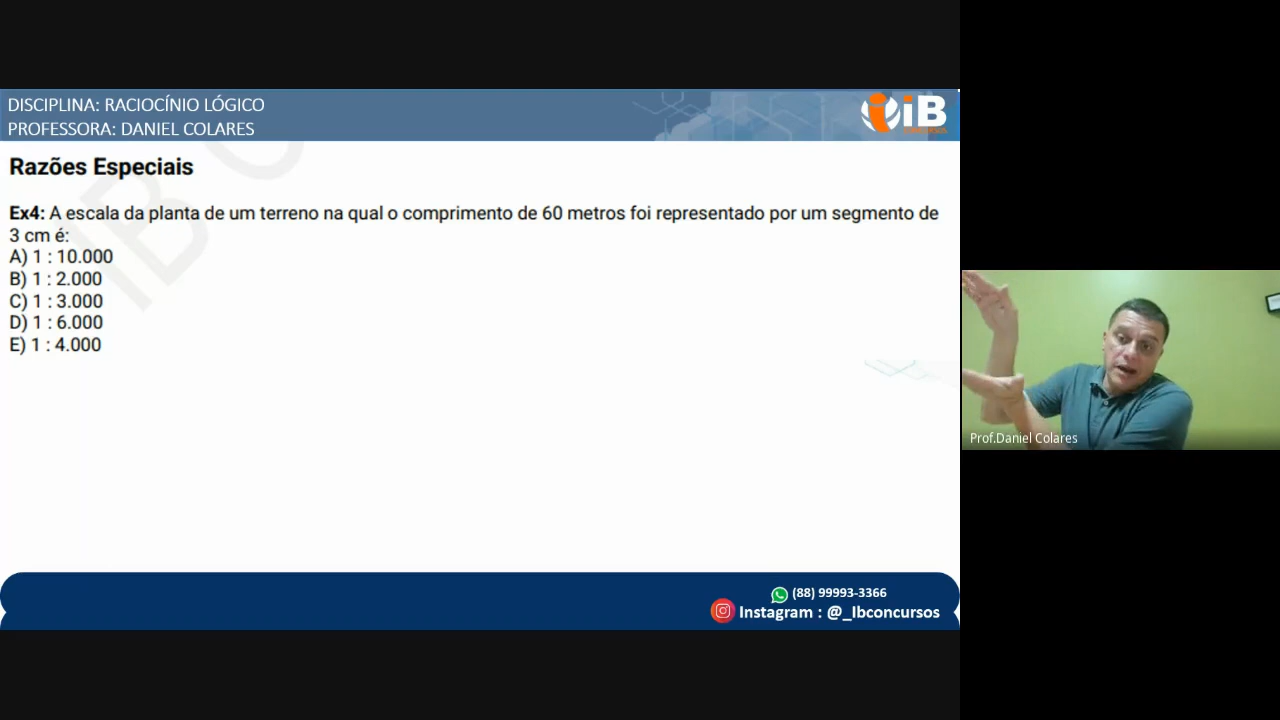 DISCIPLINA: RACIOCÍNIO LÓGICO
PROFESSORA: DANIEL COLARES
iB
Razões Especiais
IB C
Ex4: A escala da planta de um terreno na qual o comprimento de 60 metros foi representado por um segmento de
3 cm é:
A) 1 : 10.000
B) 1 : 2.000
C) 1 : 3.000
D) 1 : 6.000
E) 1 : 4.000
Prof.Daniel Colares
(88) 99993-3366
Instagram : @_Ibconcursos